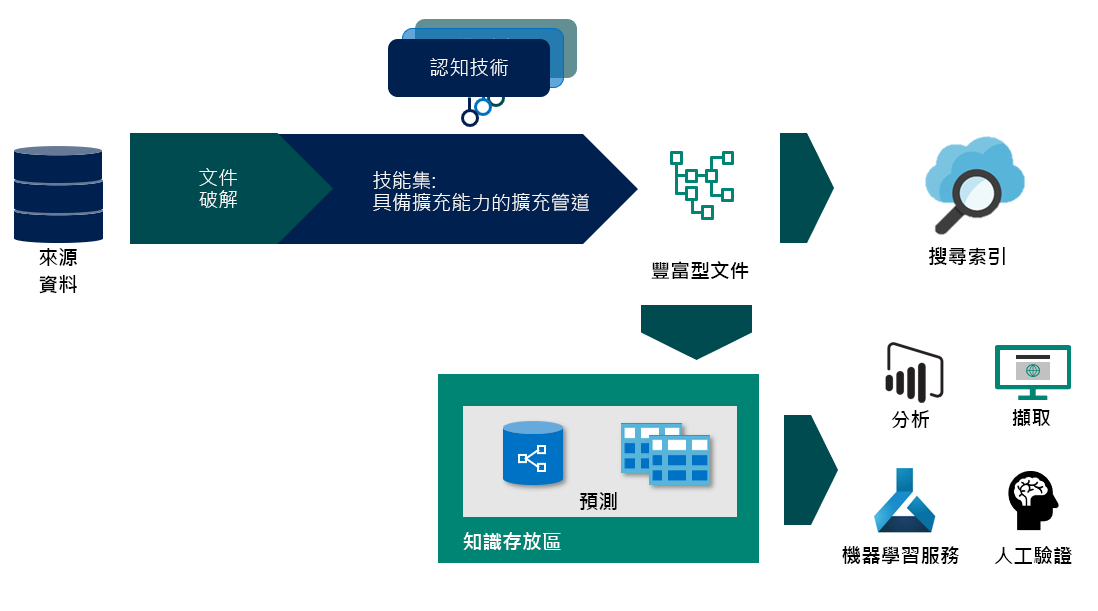 認知技術
文件
破解
技能集:
具備擴充能力的擴充管道
來源
資料
豐富型文件
搜尋索引
分析
擷取
預測
知識存放區
機器學習服務
人工驗證